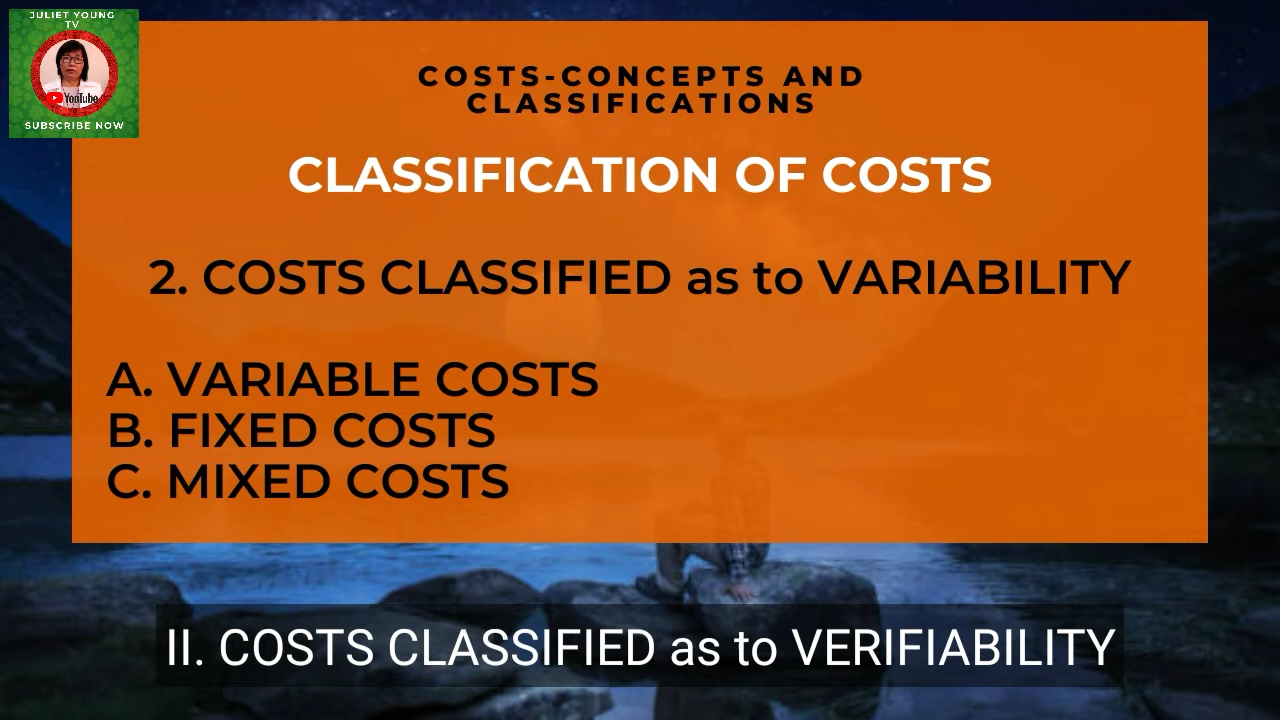 JULIET YOUNG
TV
YouTube
SUBSCRIBE NOW
COSTS-CONCEPTS AND
CLASSIFICATIONS
CLASSIFICATION OF COSTS
2. COSTS CLASSIFIED as to VARIABILITY
A. VARIABLE COSTS
B. FIXED COSTS
C. MIXED COSTS
II. COSTS CLASSIFIED as to VERIFIABILITY